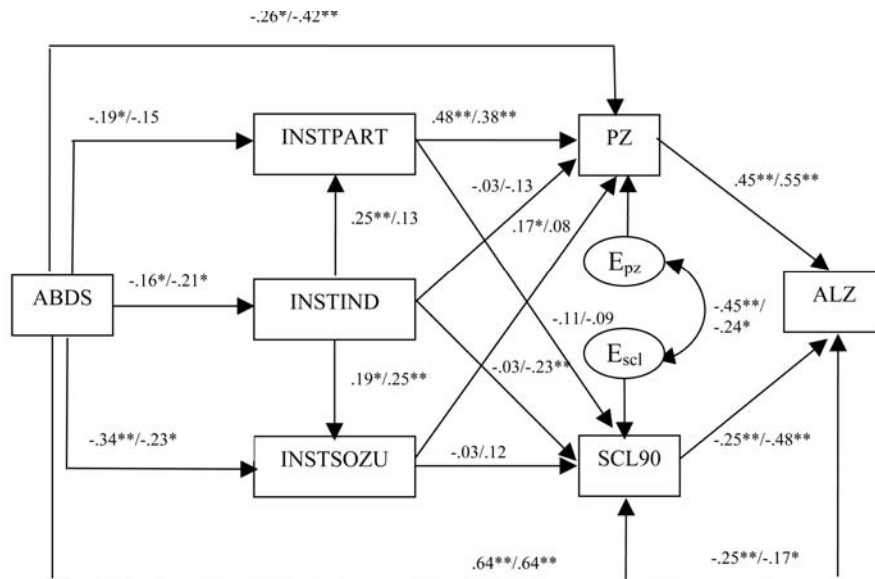 -.26*/-.42**
-.19*/-.15
INSTPART
.48**/.38**
PZ
-.03/-.13
.45**/.55**
.25**/.13
.17*/.08
E_pz
ABDS
-.16*/-.21*
INSTIND
ALZ
-.45**/
-.24*
-.11/-.09
E_scl
.19*/.25**
-.03/-.23**
-.34**/-.23*
INSTSOZU
-.03/.12
SCL90
-.25**/-.48**
.64**/.64**
-.25**/-.17*